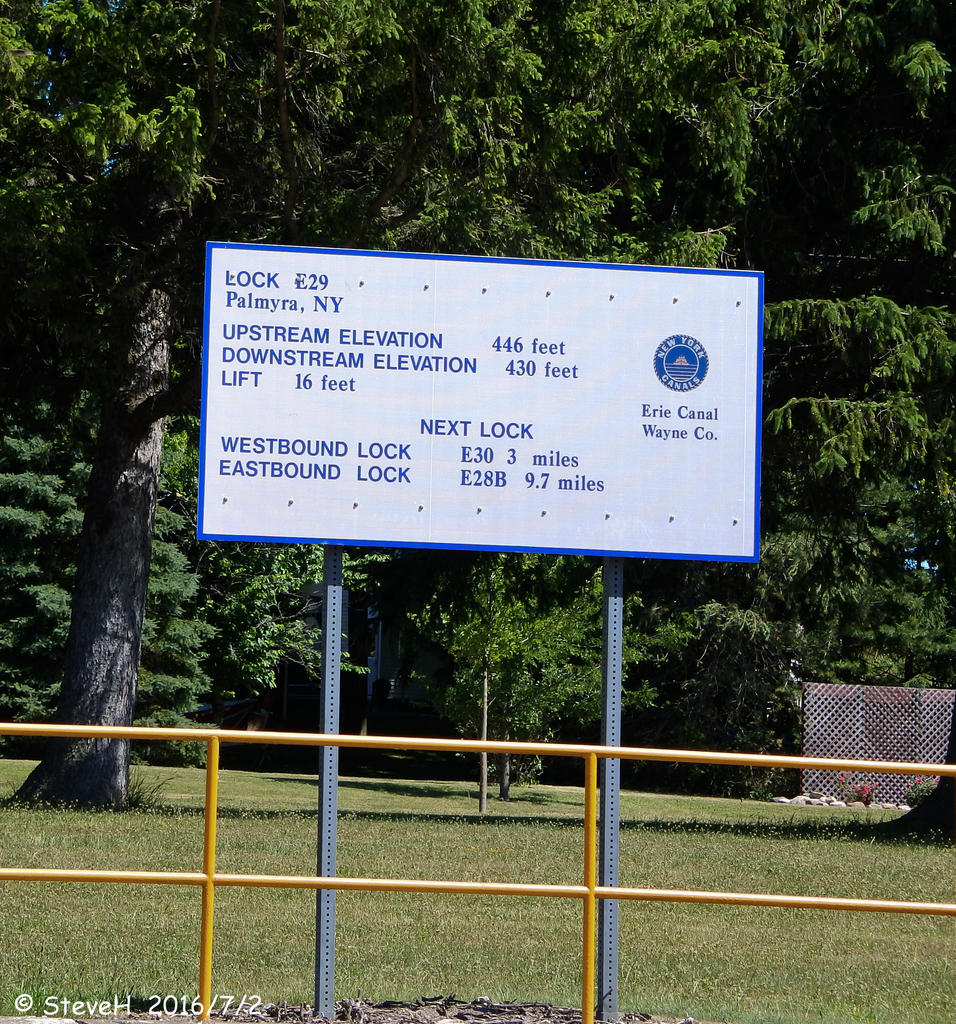 LOCK E29
Palmyra, NY
UPSTREAM ELEVATION 446 feet
DOWNSTREAM ELEVATION 430 feet
LIFT 16 feet
NEW YORK
CANALS
Erie Canal
Wayne Co.
NEXT LOCK
WESTBOUND LOCK E30 3 miles
EASTBOUND LOCK E28B 9.7 miles
© SteveH 2016/7/2